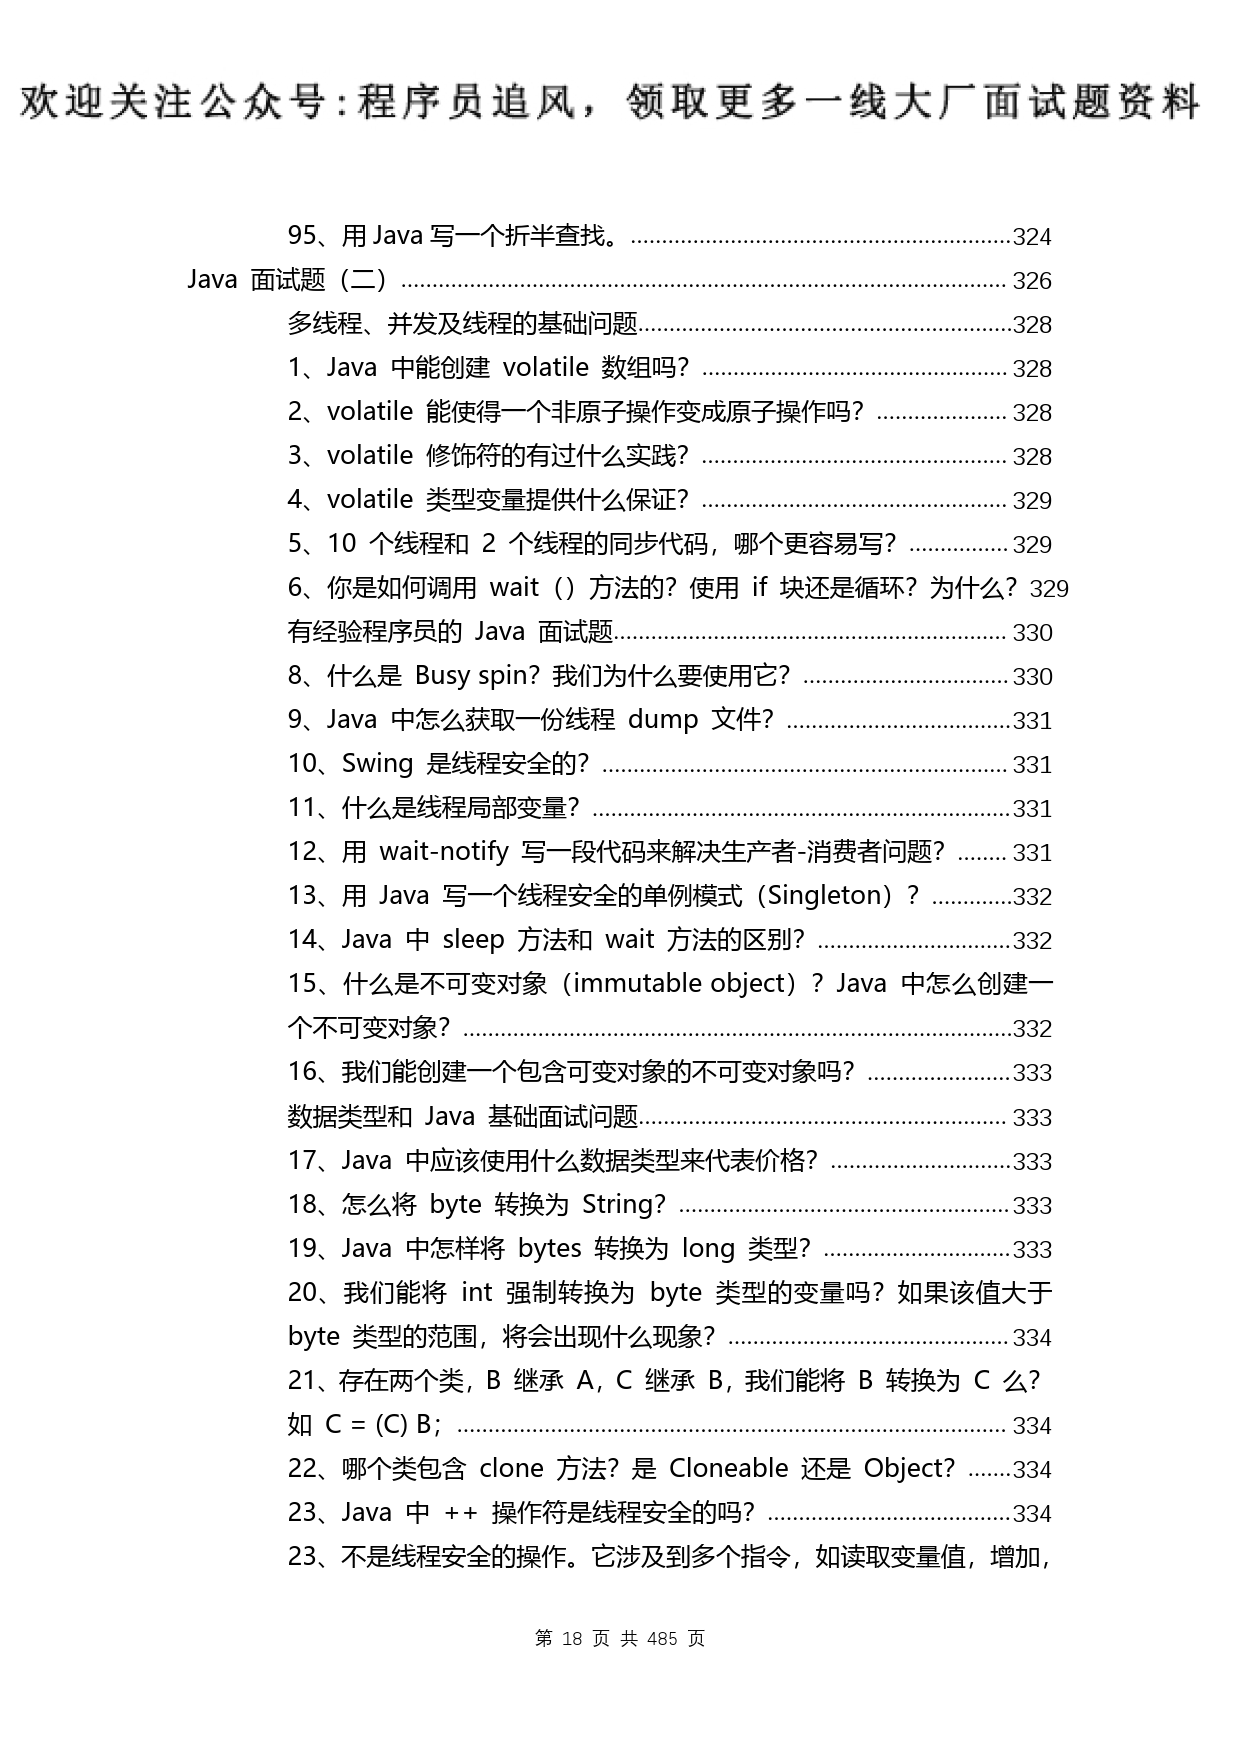 欢迎关注公众号:程序员追风，领取更多一线大厂面试题资料
95、用 Java 写一个折半查找。........................................................324
Java 面试题（二）........................................................326
多线程、并发及线程的基础问题........................................................328
1、Java 中能创建 volatile 数组吗？........................................................328
2、volatile 能使得一个非原子操作变成原子操作吗？........................................................328
3、volatile 修饰符的有过什么实践？........................................................328
4、volatile 类型变量提供什么保证？........................................................329
5、10 个线程和 2 个线程的同步代码，哪个更容易写？................329
6、你是如何调用 wait（）方法的？使用 if 块还是循环？为什么？329
有经验程序员的 Java 面试题........................................................330
8、什么是 Busy spin？我们为什么要使用它？.................................330
9、Java 中怎么获取一份线程 dump 文件？....................................331
10、Swing 是线程安全的？........................................................331
11、什么是线程局部变量？........................................................331
12、用 wait-notify 写一段代码来解决生产者-消费者问题？........331
13、用 Java 写一个线程安全的单例模式（Singleton）？.............332
14、Java 中 sleep 方法和 wait 方法的区别？...............................332
15、什么是不可变对象（immutable object）？Java 中怎么创建一
个不可变对象？........................................................332
16、我们能创建一个包含可变对象的不可变对象吗？.......................333
数据类型和 Java 基础面试问题........................................................333
17、Java 中应该使用什么数据类型来代表价格？.............................333
18、怎么将 byte 转换为 String？.....................................................333
19、Java 中怎样将 bytes 转换为 long 类型？..............................333
20、我们能将 int 强制转换为 byte 类型的变量吗？如果该值大于
byte 类型的范围，将会出现什么现象？.............................................334
21、存在两个类，B 继承 A，C 继承 B，我们能将 B 转换为 C 么？
如 C = (C) B；........................................................334
22、哪个类包含 clone 方法？是 Cloneable 还是 Object？.......334
23、Java 中 ++ 操作符是线程安全的吗？.......................................334
23、不是线程安全的操作。它涉及到多个指令，如读取变量值，增加，
第 18 页 共 485 页